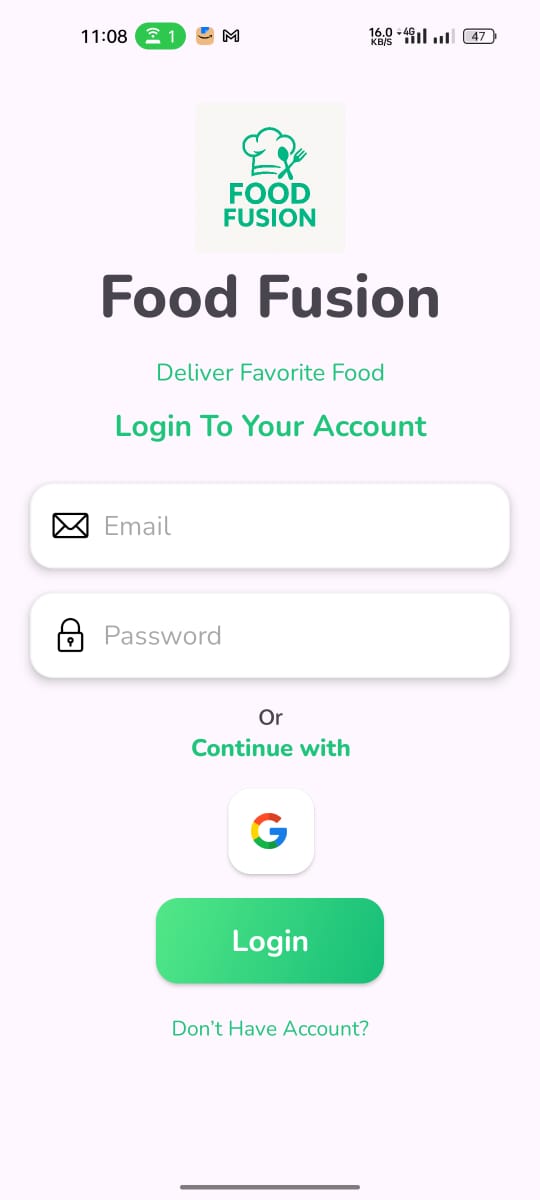 11:08 1 16.0 KB/S 4G 47
FOOD
FUSION
Food Fusion
Deliver Favorite Food
Login To Your Account
Email
Password
Or
Continue with
G
Login
Don't Have Account?